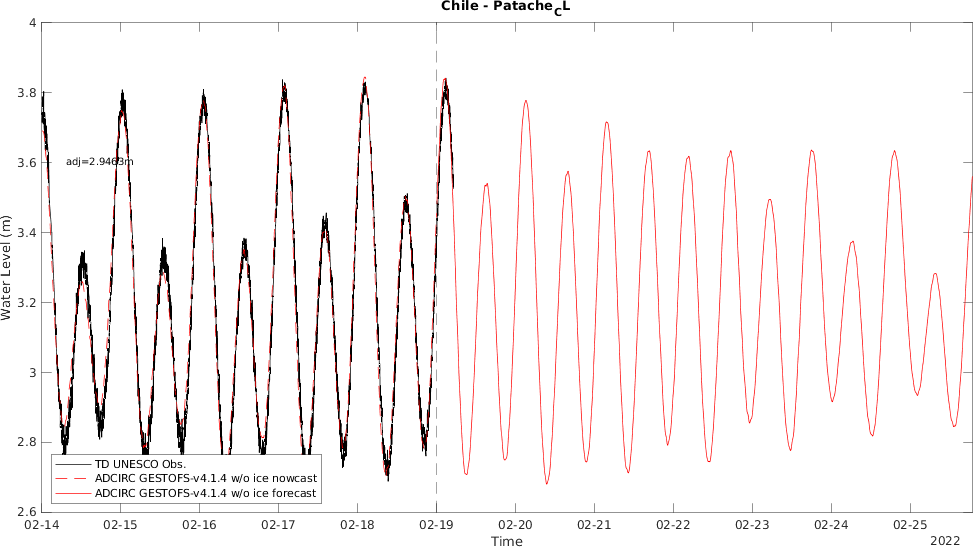 Chile - Patache_CL
4
3.8
3.6
3.4
3.2
3
2.8
2.6
Water Level (m)
adj=2.9463m
TD UNESCO Obs.
ADCIRC GESTOFS-v4.1.4 w/o ice nowcast
ADCIRC GESTOFS-v4.1.4 w/o ice forecast
02-14 02-15 02-16 02-17 02-18 02-19 02-20 02-21 02-22 02-23 02-24 02-25
Time
2022